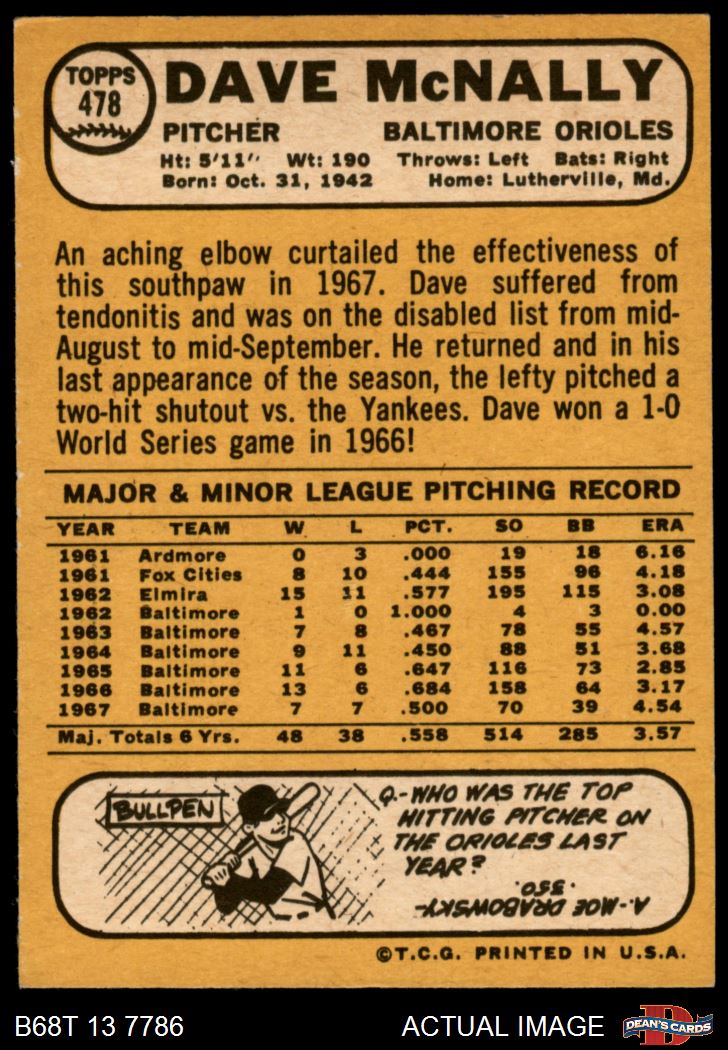 TOPPS
478
DAVE McNALLY
PITCHER BALTIMORE ORIOLES
Ht: 5'11" Wt: 190 Throws: Left Bats: Right
Born: Oct. 31, 1942 Home: Lutherville, Md.
An aching elbow curtailed the effectiveness of
this southpaw in 1967. Dave suffered from
tendonitis and was on the disabled list from mid-
August to mid-September. He returned and in his
last appearance of the season, the lefty pitched a
two-hit shutout vs. the Yankees. Dave won a 1-0
World Series game in 1966!
MAJOR & MINOR LEAGUE PITCHING RECORD
YEAR TEAM W L PCT. SO BB ERA
1961 Ardmore 0 3 .000 19 18 6.16
1961 Fox Cities 8 10 .444 155 96 4.18
1962 Elmira 15 11 .577 195 115 3.08
1962 Baltimore 1 0 1.000 4 3 0.00
1963 Baltimore 7 8 .467 78 55 4.57
1964 Baltimore 9 11 .450 88 51 3.68
1965 Baltimore 11 6 .647 116 73 2.85
1966 Baltimore 13 6 .684 158 64 3.17
1967 Baltimore 7 7 .500 70 39 4.54
Maj. Totals 6 Yrs. 48 38 .558 514 285 3.57
BULLPEN
Q.-WHO WAS THE TOP
HITTING PITCHER ON
THE ORIOLES LAST
YEAR?
A.-MOE DRABOWSKY-
.350.
©T.C.G. PRINTED IN U.S.A.
B68T 13 7786 ACTUAL IMAGE
D
DEAN'S CARDS